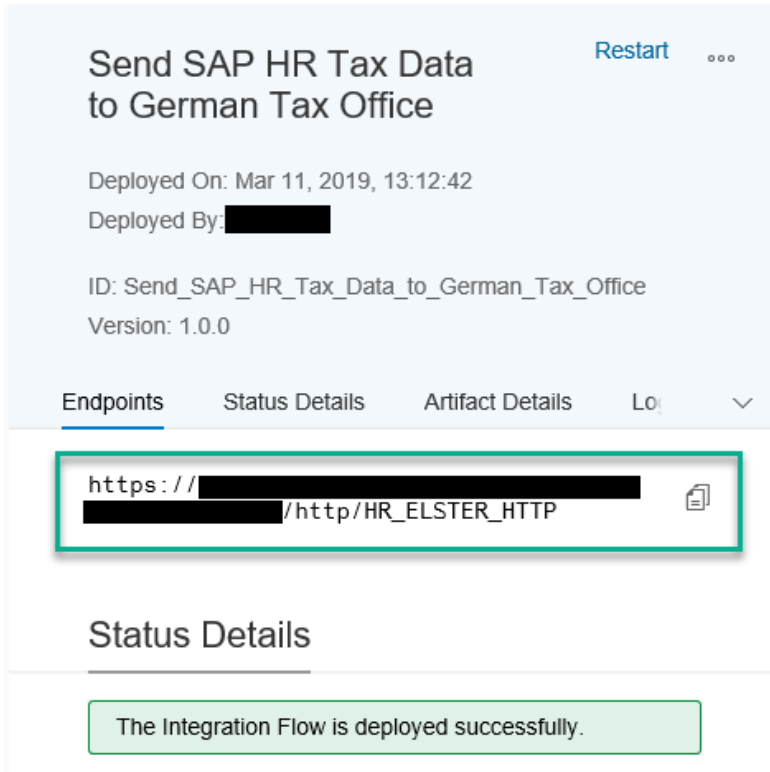 Send SAP HR Tax Data
to German Tax Office
Restart
Deployed On: Mar 11, 2019, 13:12:42
Deployed By:
ID: Send_SAP_HR_Tax_Data_to_German_Tax_Office
Version: 1.0.0
Endpoints Status Details Artifact Details
https://
/http/HR_ELSTER_HTTP
Status Details
The Integration Flow is deployed successfully.